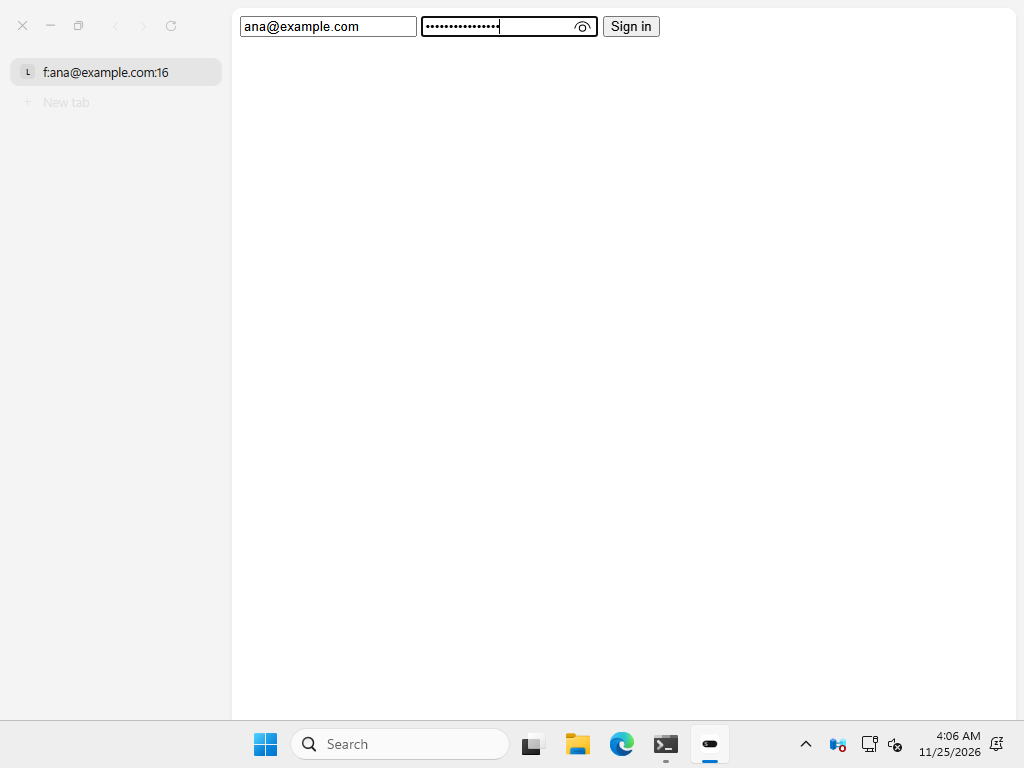 ana@example.com •••••••••••••••• Sign in
L f:ana@example.com:16
+ New tab
Search
4:06 AM
11/25/2026